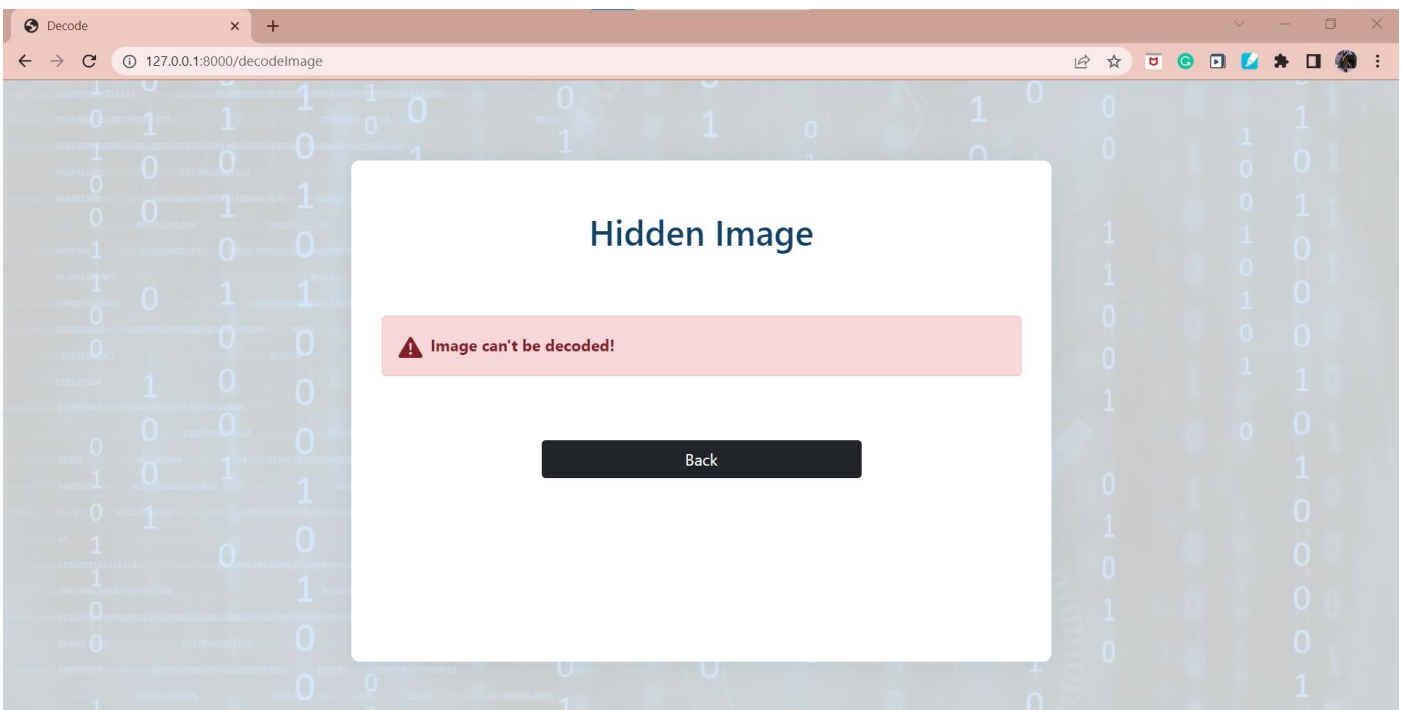 Decode
127.0.0.1:8000/decodeImage
Hidden Image
Image can't be decoded!
Back